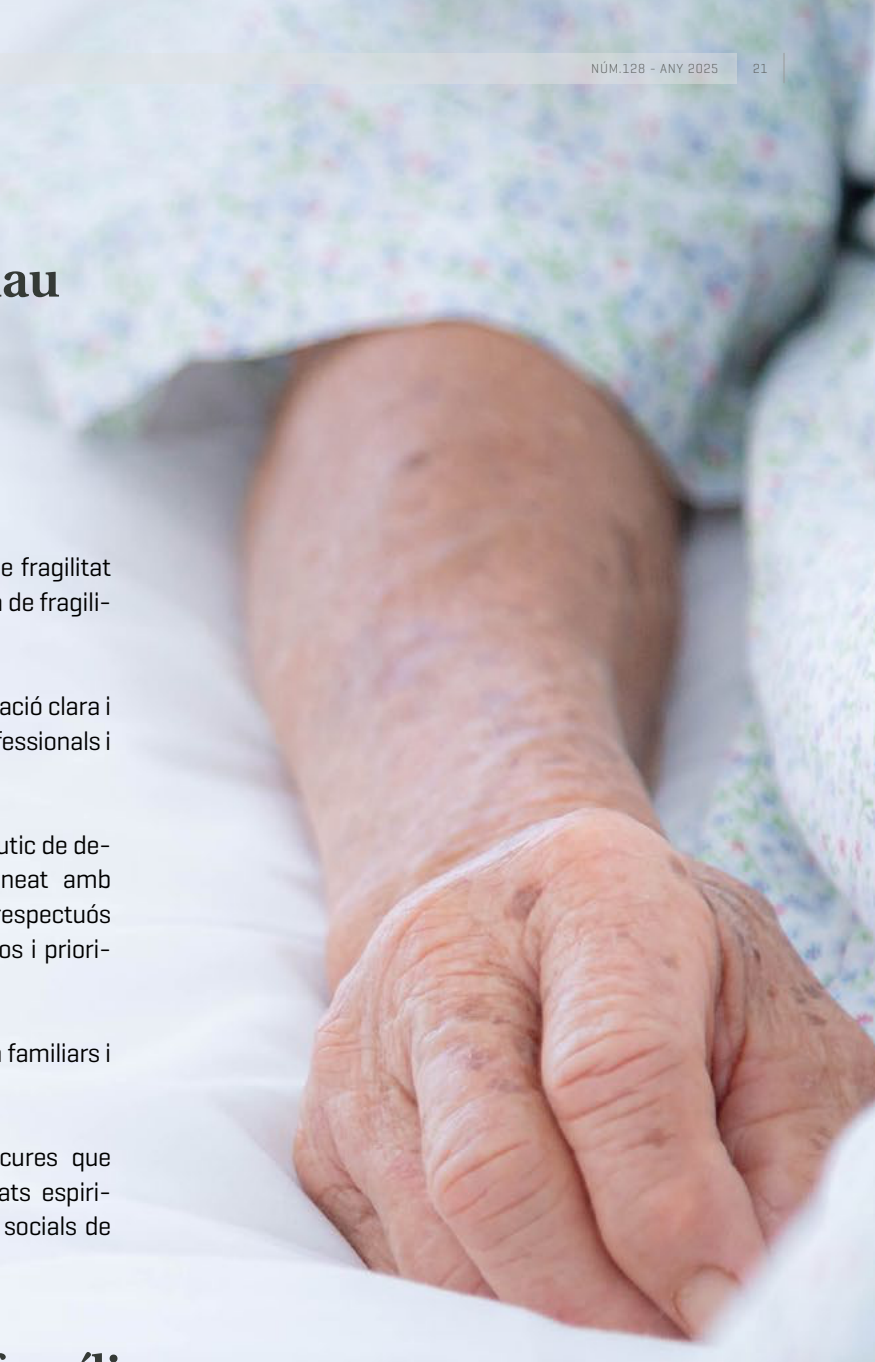 NÚM.128 - ANY 2025 21
au
e fragilitat
de fragili-
ació clara i
fessionals i
utic de de-
neat amb
respectuós
os i priori-
familiars i
cures que
ats espiri-
socials de